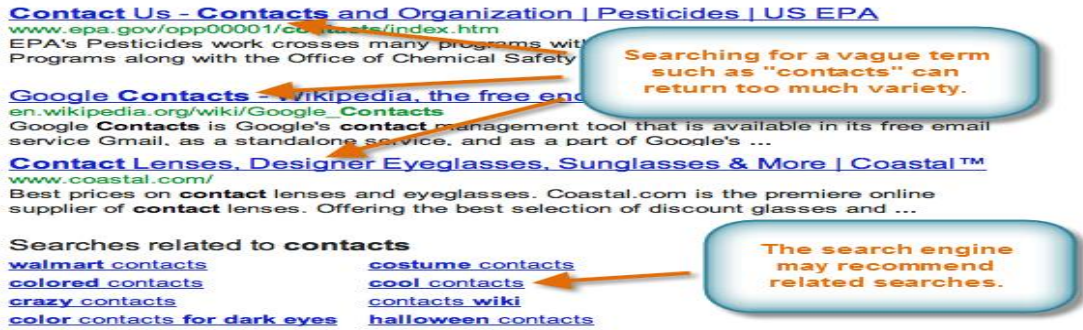 Contact Us - Contacts and Organization | Pesticides | US EPA
www.epa.gov/opp00001/contacts/index.htm
EPA's Pesticides work crosses many programs with
Programs along with the Office of Chemical Safety
Searching for a vague term
such as "contacts" can
return too much variety.
Google Contacts - Wikipedia, the free
en.wikipedia.org/wiki/Google_Contacts
Google Contacts is Google's contact management tool that is available in its free email
service Gmail, as a standalone service, and as a part of Google's ...
Contact Lenses, Designer Eyeglasses, Sunglasses & More | Coastal™
www.coastal.com/
Best prices on contact lenses and eyeglasses. Coastal.com is the premiere online
supplier of contact lenses. Offering the best selection of discount glasses and ...
Searches related to contacts
walmart contacts costume contacts
colored contacts cool contacts
crazy contacts contacts wiki
color contacts for dark eyes halloween contacts
The search engine
may recommend
related searches.